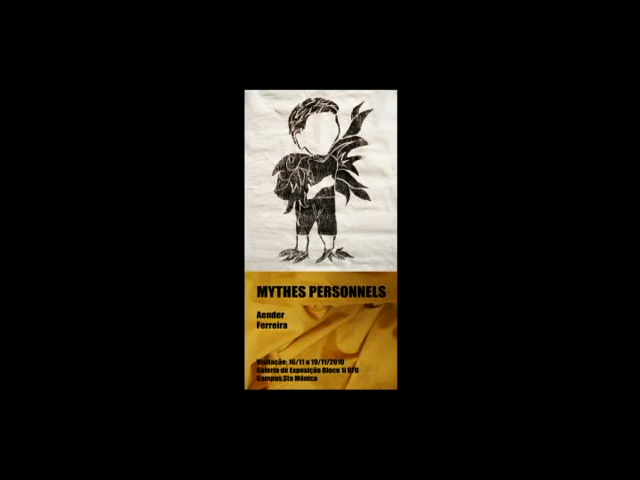 MYTHES PERSONNELS
Aender
Ferreira
Visitação: 16/11 a 19/11/2010
Galeria de Exposição Bloco 1I UFU
Campus Sta Mônica